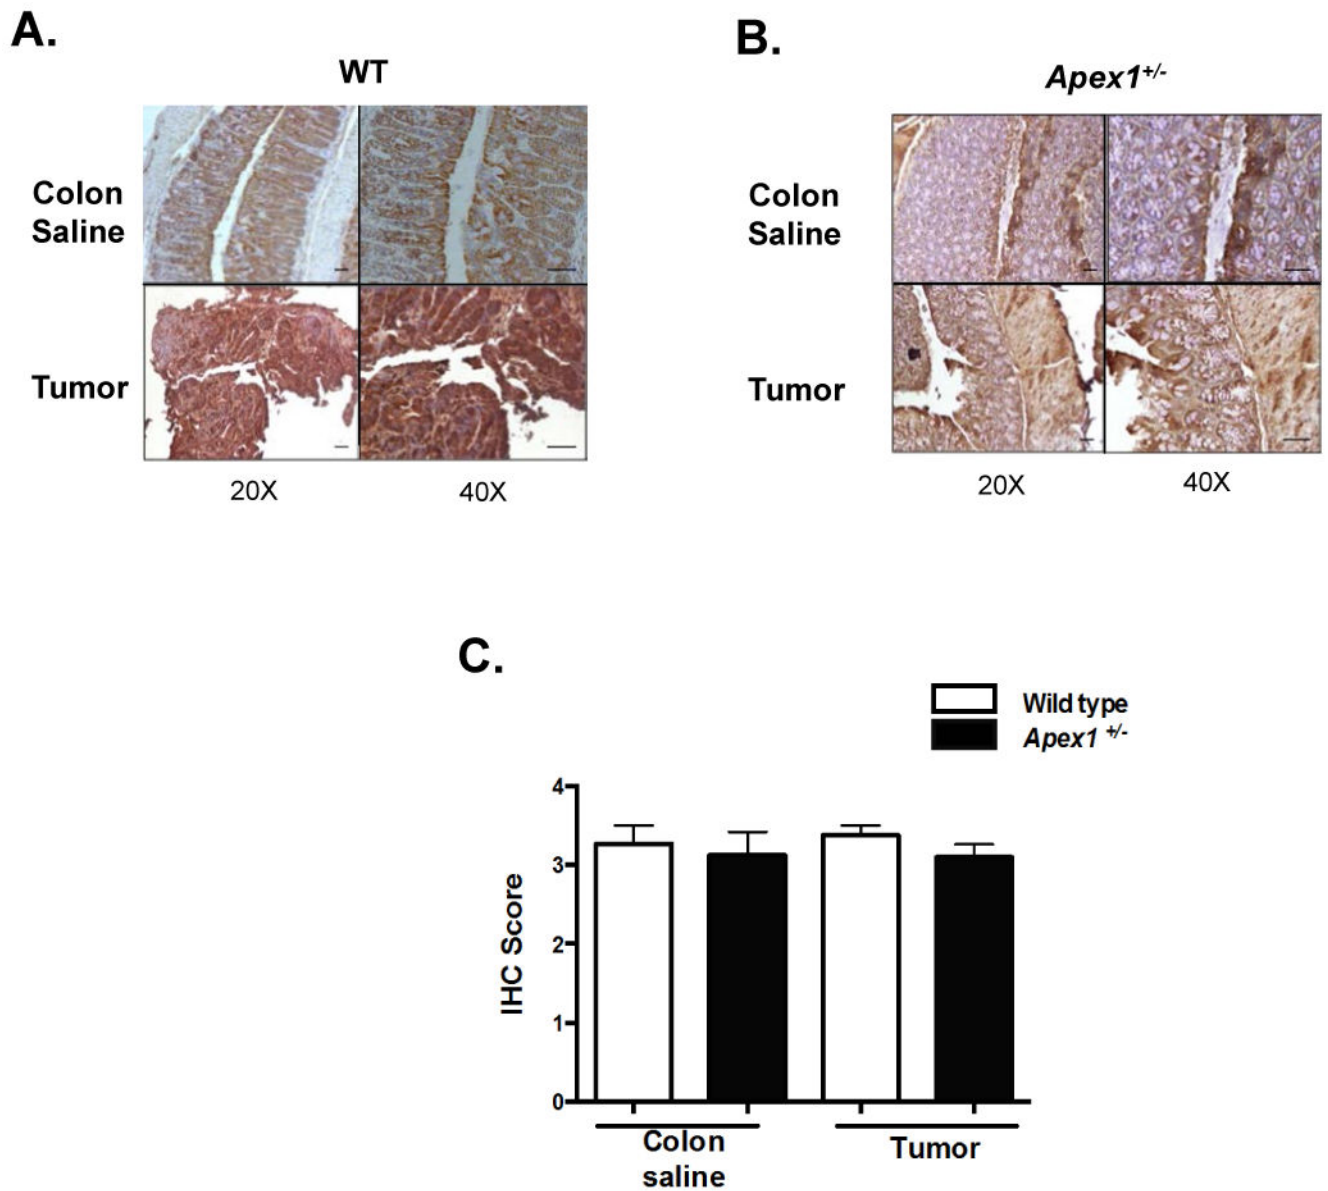 A.
WT
Colon
Saline
Tumor
20X
40X
B.
Apex1+/-
Colon
Saline
Tumor
20X
40X
C.
Wild type
Apex1 +/-
IHC Score
4
3
2
1
0
Colon
saline
Tumor